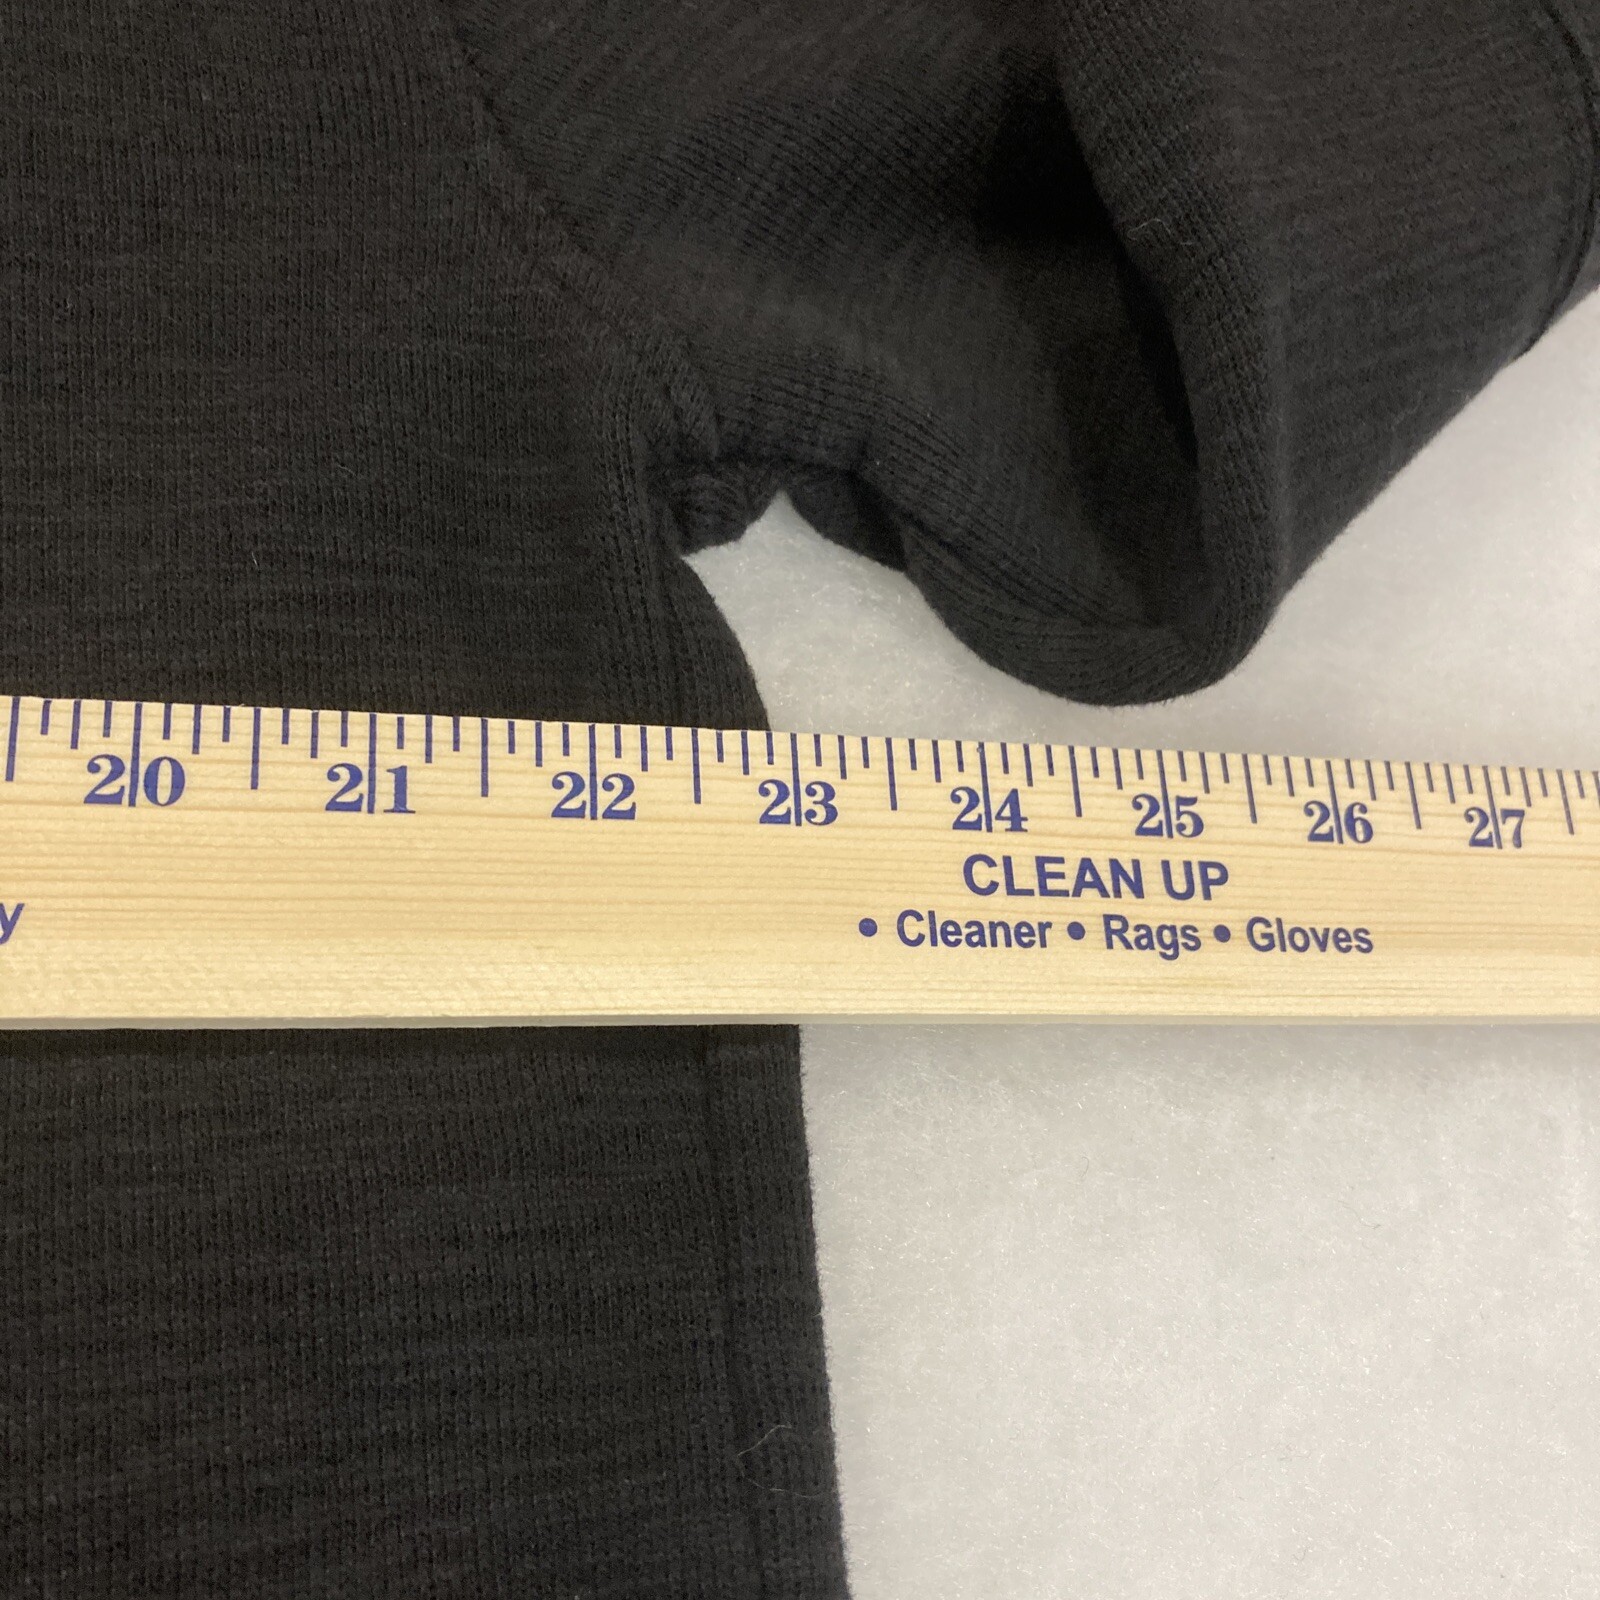 20 21 22 23 24 25 26 27
CLEAN UP
y
• Cleaner • Rags • Gloves